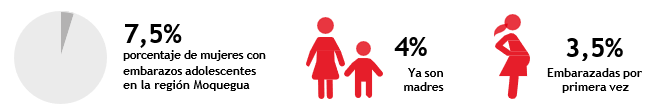 7,5%
porcentaje de mujeres con
embarazos adolescentes
en la región Moquegua
4%
Ya son
madres
3,5%
Embarazadas por
primera vez